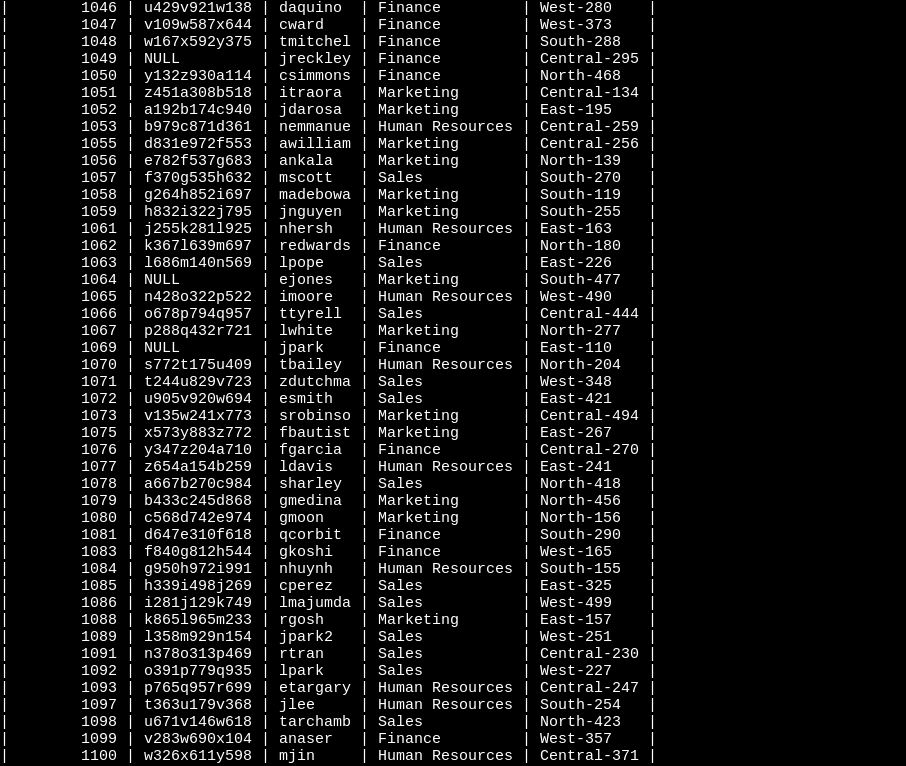 |        1046 | u429v921w138 | daquino  | Finance         | West-280    |
|        1047 | v109w587x644 | cward    | Finance         | West-373    |
|        1048 | w167x592y375 | tmitchel | Finance         | South-288   |
|        1049 | NULL         | jreckley | Finance         | Central-295 |
|        1050 | y132z930a114 | csimmons | Finance         | North-468   |
|        1051 | z451a308b518 | itraora  | Marketing       | Central-134 |
|        1052 | a192b174c940 | jdarosa  | Marketing       | East-195    |
|        1053 | b979c871d361 | nemmanue | Human Resources | Central-259 |
|        1055 | d831e972f553 | awilliam | Marketing       | Central-256 |
|        1056 | e782f537g683 | ankala   | Marketing       | North-139   |
|        1057 | f370g535h632 | mscott   | Sales           | South-270   |
|        1058 | g264h852i697 | madebowa | Marketing       | South-119   |
|        1059 | h832i322j795 | jnguyen  | Marketing       | South-255   |
|        1061 | j255k281l925 | nhersh   | Human Resources | East-163    |
|        1062 | k367l639m697 | redwards | Finance         | North-180   |
|        1063 | l686m140n569 | lpope    | Sales           | East-226    |
|        1064 | NULL         | ejones   | Marketing       | South-477   |
|        1065 | n428o322p522 | imoore   | Human Resources | West-490    |
|        1066 | o678p794q957 | ttyrell  | Sales           | Central-444 |
|        1067 | p288q432r721 | lwhite   | Marketing       | North-277   |
|        1069 | NULL         | jpark    | Finance         | East-110    |
|        1070 | s772t175u409 | tbailey  | Human Resources | North-204   |
|        1071 | t244u829v723 | zdutchma | Sales           | West-348    |
|        1072 | u905v920w694 | esmith   | Sales           | East-421    |
|        1073 | v135w241x773 | srobinso | Marketing       | Central-494 |
|        1075 | x573y883z772 | fbautist | Marketing       | East-267    |
|        1076 | y347z204a710 | fgarcia  | Finance         | Central-270 |
|        1077 | z654a154b259 | ldavis   | Human Resources | East-241    |
|        1078 | a667b270c984 | sharley  | Sales           | North-418   |
|        1079 | b433c245d868 | gmedina  | Marketing       | North-456   |
|        1080 | c568d742e974 | gmoon    | Marketing       | North-156   |
|        1081 | d647e310f618 | qcorbit  | Finance         | South-290   |
|        1083 | f840g812h544 | gkoshi   | Finance         | West-165    |
|        1084 | g950h972i991 | nhuynh   | Human Resources | South-155   |
|        1085 | h339i498j269 | cperez   | Sales           | East-325    |
|        1086 | i281j129k749 | lmajumda | Sales           | West-499    |
|        1088 | k865l965m233 | rgosh    | Marketing       | East-157    |
|        1089 | l358m929n154 | jpark2   | Sales           | West-251    |
|        1091 | n378o313p469 | rtran    | Sales           | Central-230 |
|        1092 | o391p779q935 | lpark    | Sales           | West-227    |
|        1093 | p765q957r699 | etargary | Human Resources | Central-247 |
|        1097 | t363u179v368 | jlee     | Human Resources | South-254   |
|        1098 | u671v146w618 | tarchamb | Sales           | North-423   |
|        1099 | v283w690x104 | anaser   | Finance         | West-357    |
|        1100 | w326x611y598 | mjin     | Human Resources | Central-371 |